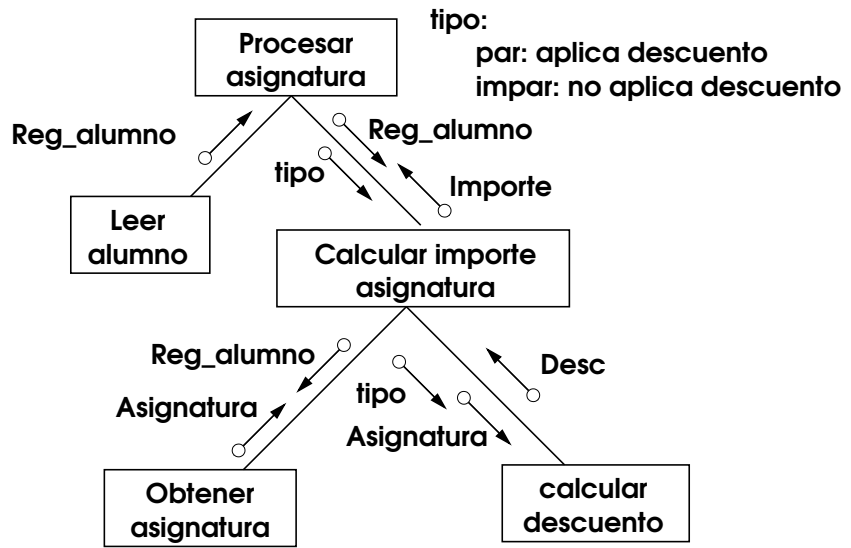 tipo:
par: aplica descuento
impar: no aplica descuento
Procesar
asignatura
Reg_alumno
Reg_alumno
tipo
Importe
Leer
alumno
Calcular importe
asignatura
Reg_alumno
Asignatura
tipo
Asignatura
Desc
Obtener
asignatura
calcular
descuento